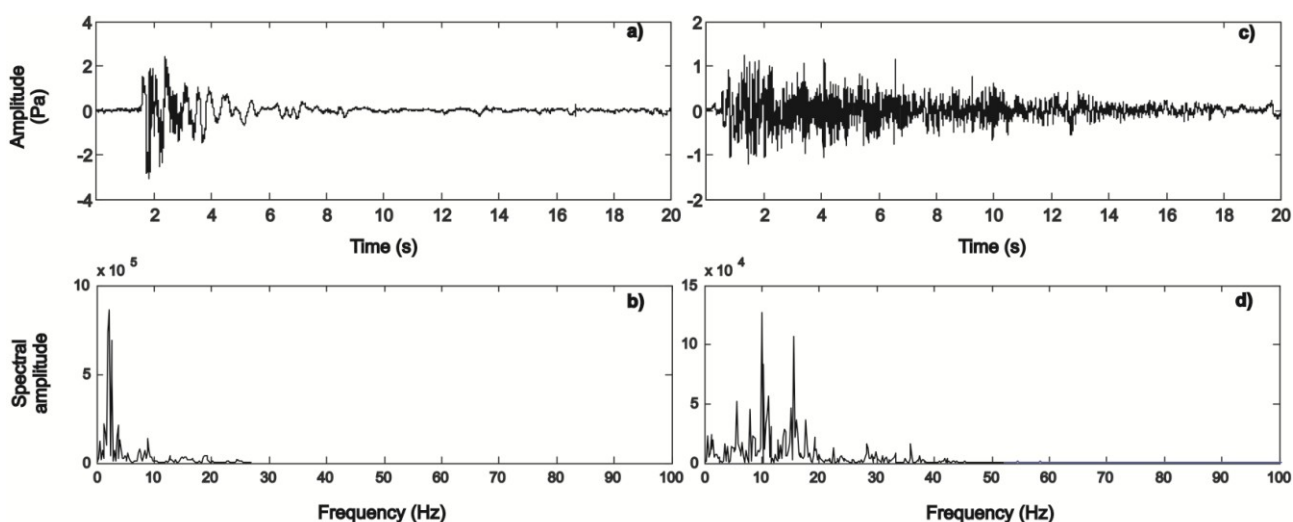 a)
4
2
0
-2
-4
Amplitude
(Pa)
2 4 6 8 10 12 14 16 18 20
Time (s)
c)
2
1
0
-1
-2
2 4 6 8 10 12 14 16 18 20
Time (s)
x 10 5
b)
10
5
0
Spectral
amplitude
0 10 20 30 40 50 60 70 80 90 100
Frequency (Hz)
x 10 4
d)
15
10
5
0
0 10 20 30 40 50 60 70 80 90 100
Frequency (Hz)